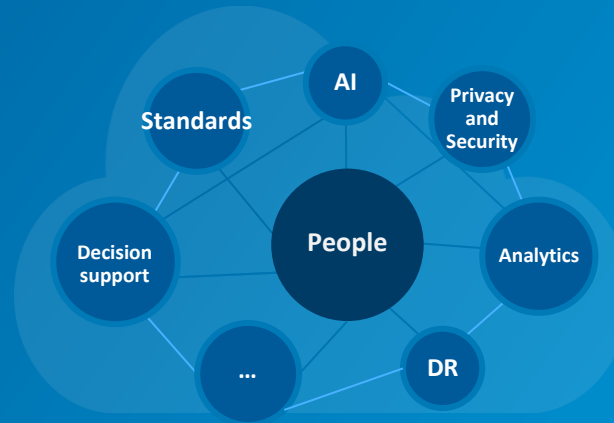 AI
Privacy
and
Security
Standards
People
Analytics
Decision
support
DR
...